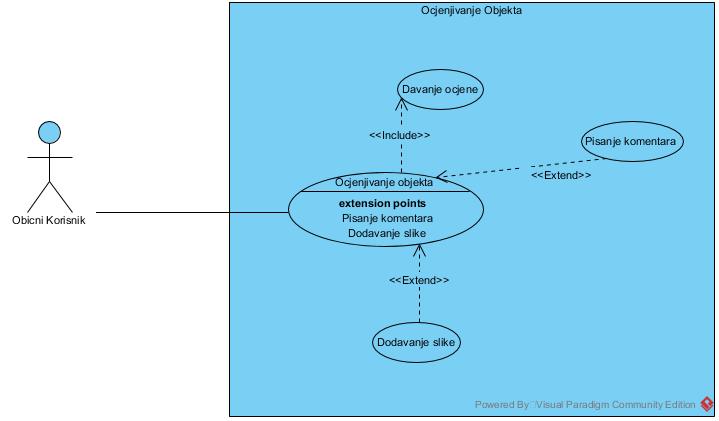 Ocjenjivanje Objekta
Davanje ocjene
<<Include>>
Pisanje komentara
<<Extend>>
Ocjenjivanje objekta
extension points
Pisanje komentara
Dodavanje slike
Obicni Korisnik
<<Extend>>
Dodavanje slike
Powered By Visual Paradigm Community Edition